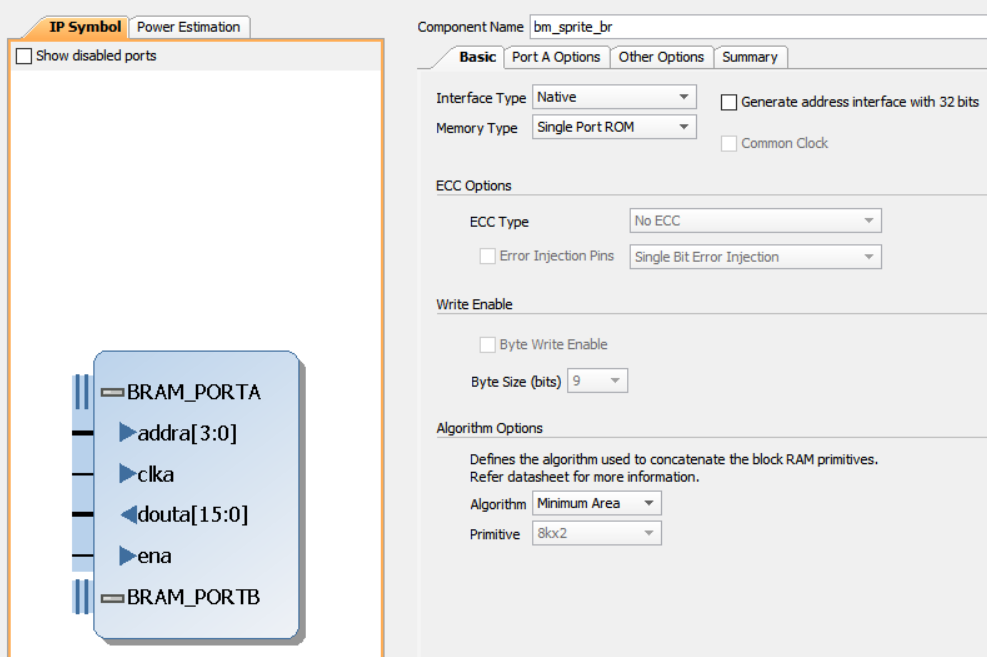 IP Symbol
Power Estimation
Show disabled ports
BRAM_PORTA
addra[3:0]
clka
douta[15:0]
ena
BRAM_PORTB
Component Name bm_sprite_br
Basic
Port A Options
Other Options
Summary
Interface Type Native
Generate address interface with 32 bits
Memory Type Single Port ROM
Common Clock
ECC Options
ECC Type No ECC
Error Injection Pins Single Bit Error Injection
Write Enable
Byte Write Enable
Byte Size (bits) 9
Algorithm Options
Defines the algorithm used to concatenate the block RAM primitives.
Refer datasheet for more information.
Algorithm Minimum Area
Primitive 8kx2